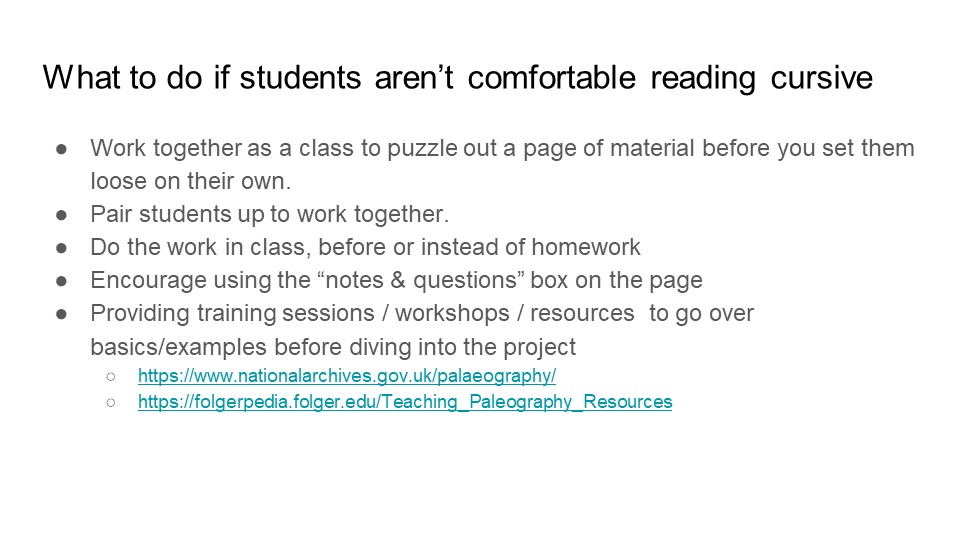 What to do if students aren’t comfortable reading cursive
● Work together as a class to puzzle out a page of material before you set them
loose on their own.
● Pair students up to work together.
● Do the work in class, before or instead of homework
● Encourage using the “notes & questions” box on the page
● Providing training sessions / workshops / resources  to go over
basics/examples before diving into the project
○ https://www.nationalarchives.gov.uk/palaeography/
○ https://folgerpedia.folger.edu/Teaching_Paleography_Resources